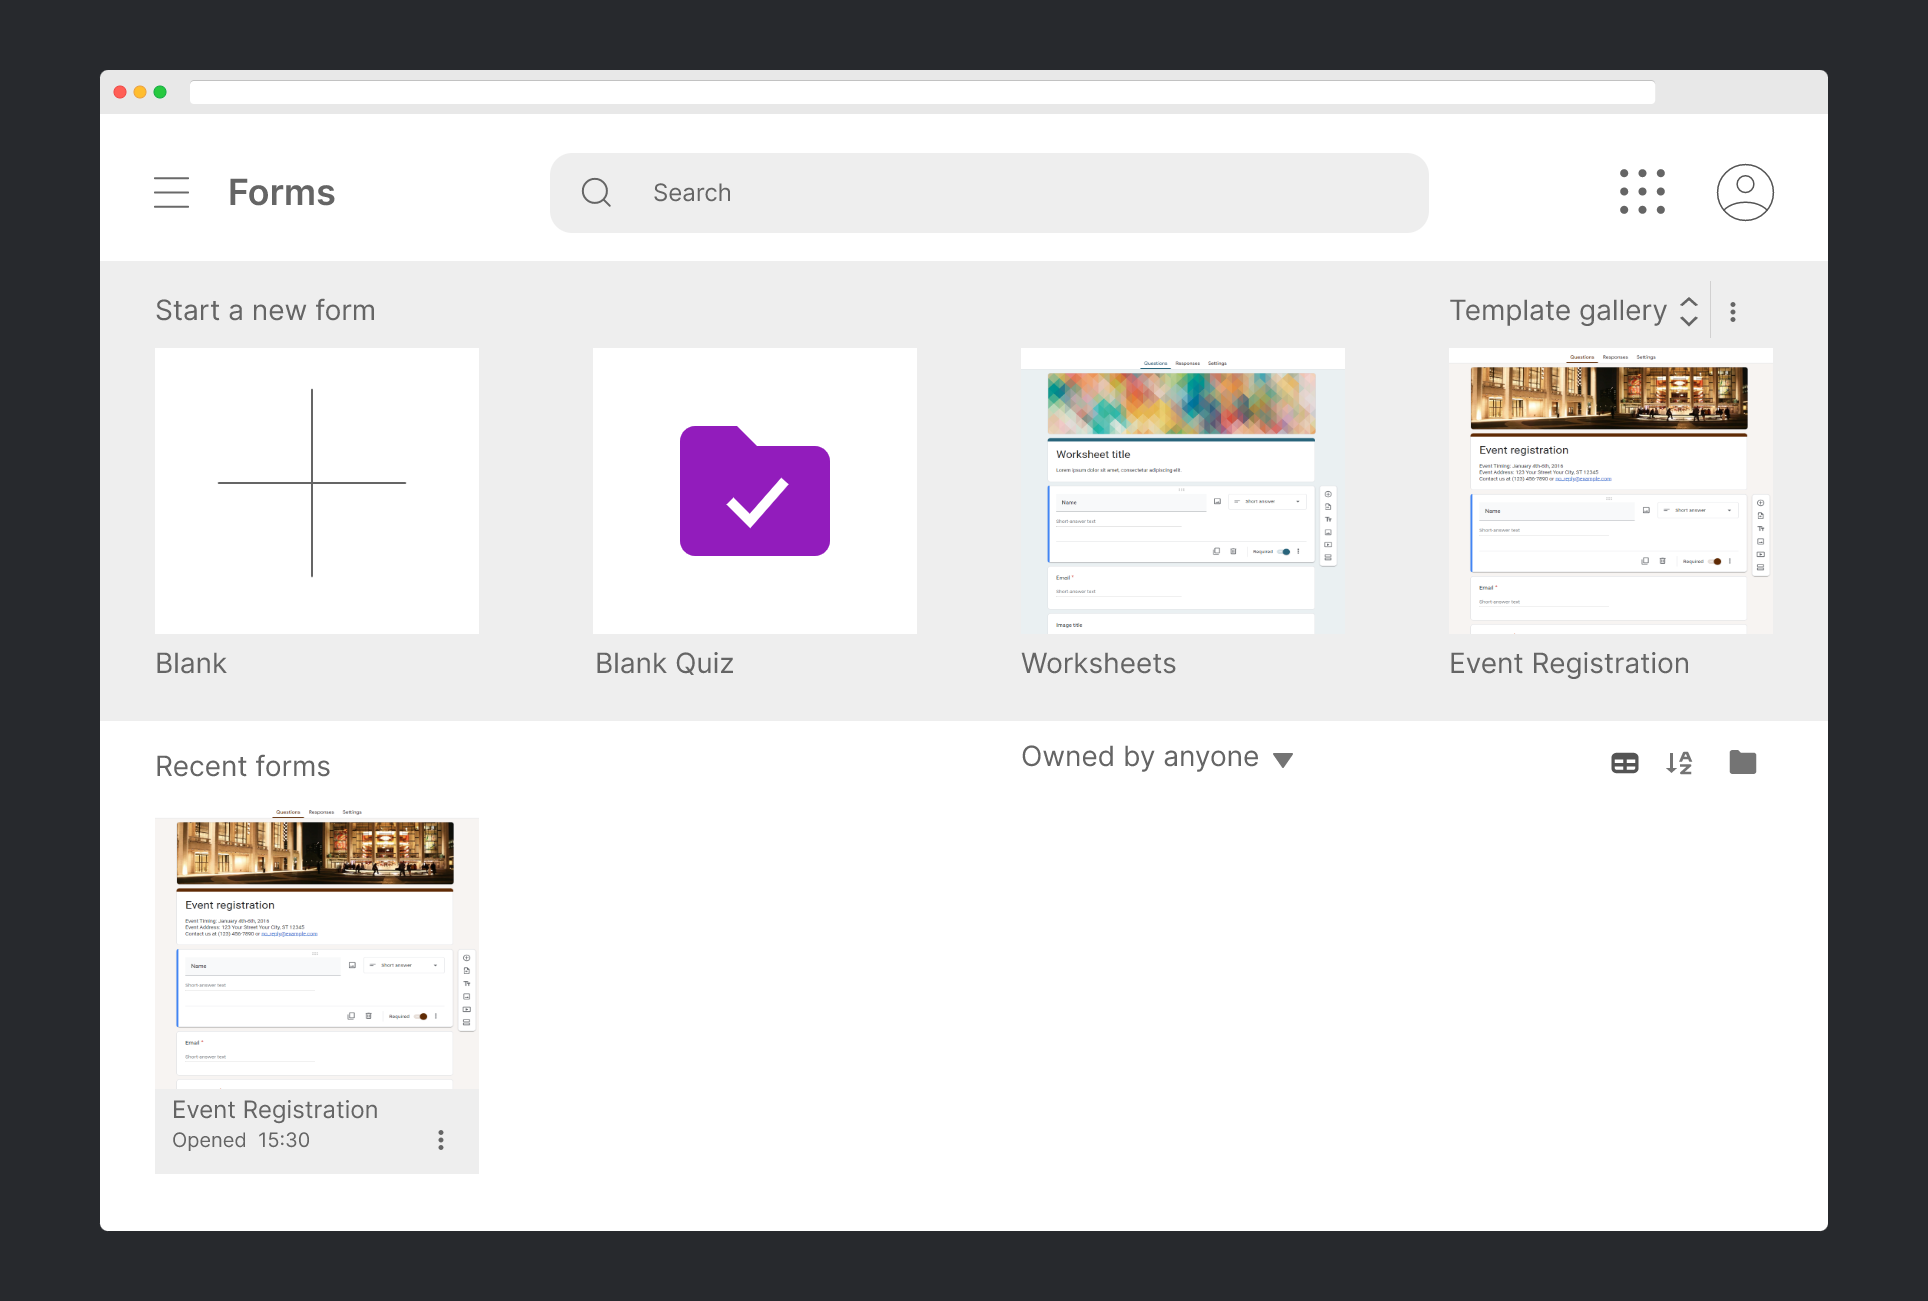 Forms
Search
Start a new form
Template gallery
Questions Responses Settings
Worksheet title
Lorem ipsum dolor sit amet, consectetur adipiscing elit.
Name
Short answer
Short answer text
Required
Email *
Short answer text
Image title
Questions Responses Settings
Event registration
Event Timing: January 4th-6th, 2016
Event Address: 123 Your Street Your City, ST 12345
Contact us at (123) 456-7890 or no_reply@example.com
Name
Short answer
Short answer text
Required
Email *
Short answer text
Blank
Blank Quiz
Worksheets
Event Registration
Recent forms
Owned by anyone
A
Z
Questions Responses Settings
Event registration
Event Timing: January 4th-6th, 2016
Event Address: 123 Your Street Your City, ST 12345
Contact us at (123) 456-7890 or no_reply@example.com
Name
Short answer
Short answer text
Required
Email *
Short answer text
Event Registration
Opened 15:30